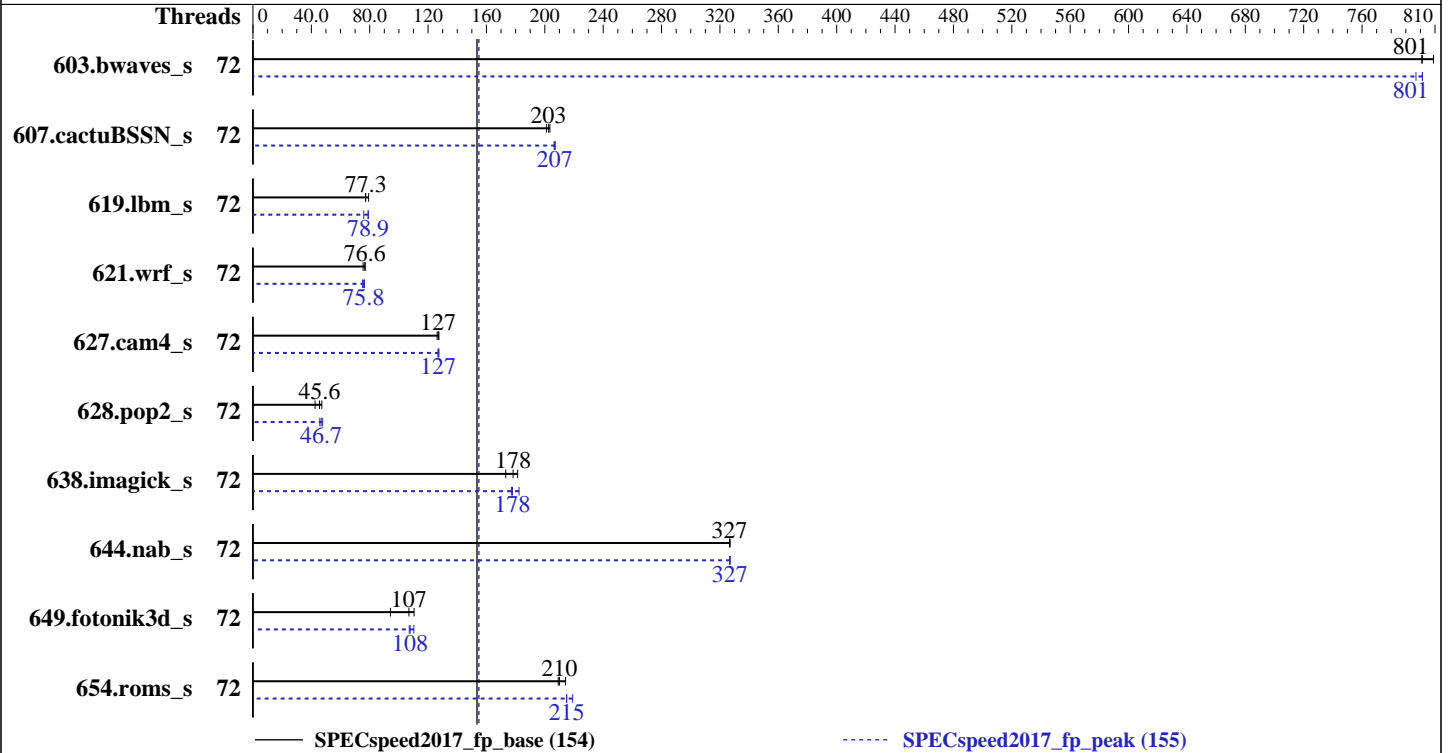 Threads 0 40.0 80.0 120 160 200 240 280 320 360 400 440 480 520 560 600 640 680 720 760 810
801
603.bwaves_s 72
801
203
607.cactuBSSN_s 72
207
77.3
619.lbm_s 72
78.9
76.6
621.wrf_s 72
75.8
127
627.cam4_s 72
127
45.6
628.pop2_s 72
46.7
178
638.imagick_s 72
178
327
644.nab_s 72
327
107
649.fotonik3d_s 72
108
210
654.roms_s 72
215
SPECspeed2017_fp_base (154) SPECspeed2017_fp_peak (155)